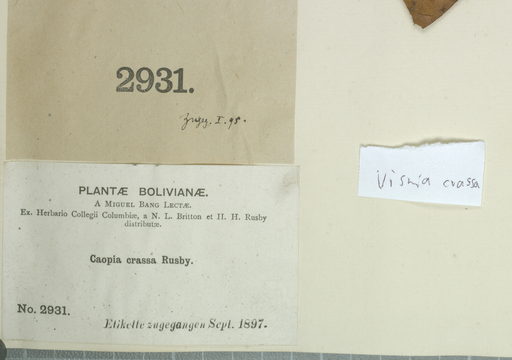 2931.
Zugeg. I. 95.
PLANTÆ BOLIVIANÆ.
A MIGUEL BANG LECTÆ.
Ex. Herbario Collegii Columbiæ, a N. L. Britton et H. H. Rusby
distributæ.
Caopia crassa Rusby.
No. 2931.
Etikette zugegangen Sept. 1897.
Vismia crassa